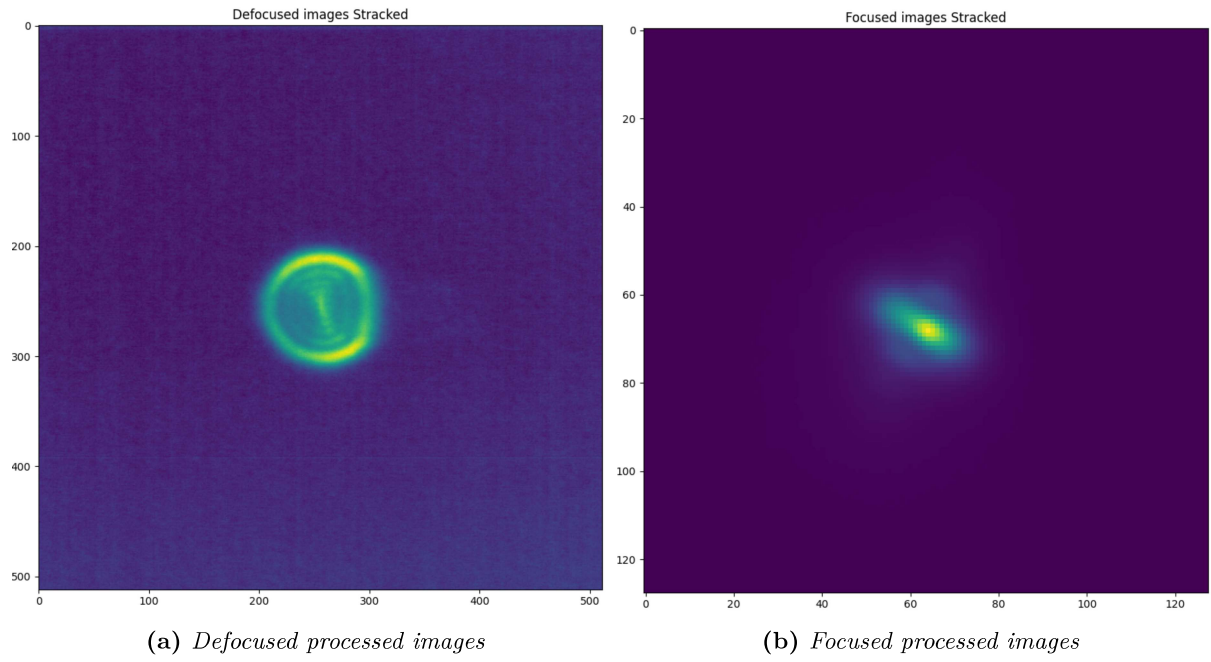 Defocused images Stracked
0
100
200
300
400
500
0 100 200 300 400 500
(a) Defocused processed images
Focused images Stracked
0
20
40
60
80
100
120
0 20 40 60 80 100 120
(b) Focused processed images